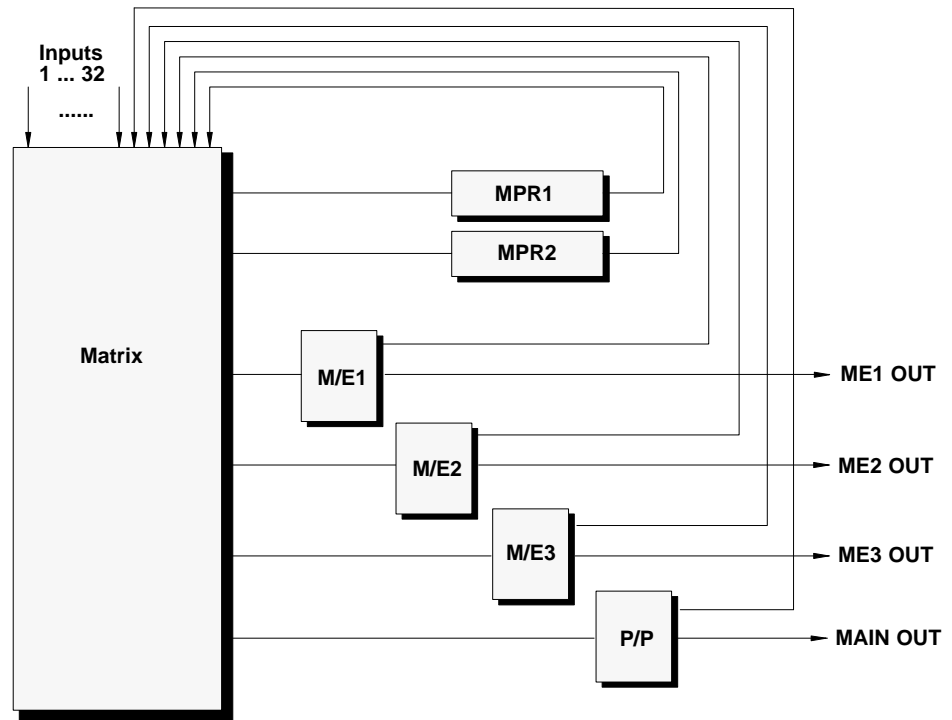 Inputs
1 ... 32
......
MPR1
MPR2
Matrix
M/E1
ME1 OUT
M/E2
ME2 OUT
M/E3
ME3 OUT
P/P
MAIN OUT